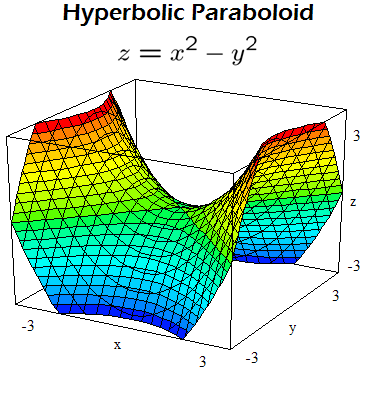 Hyperbolic Paraboloid
z = x² − y²
3
z
-3
3
y
-3
-3
x
3